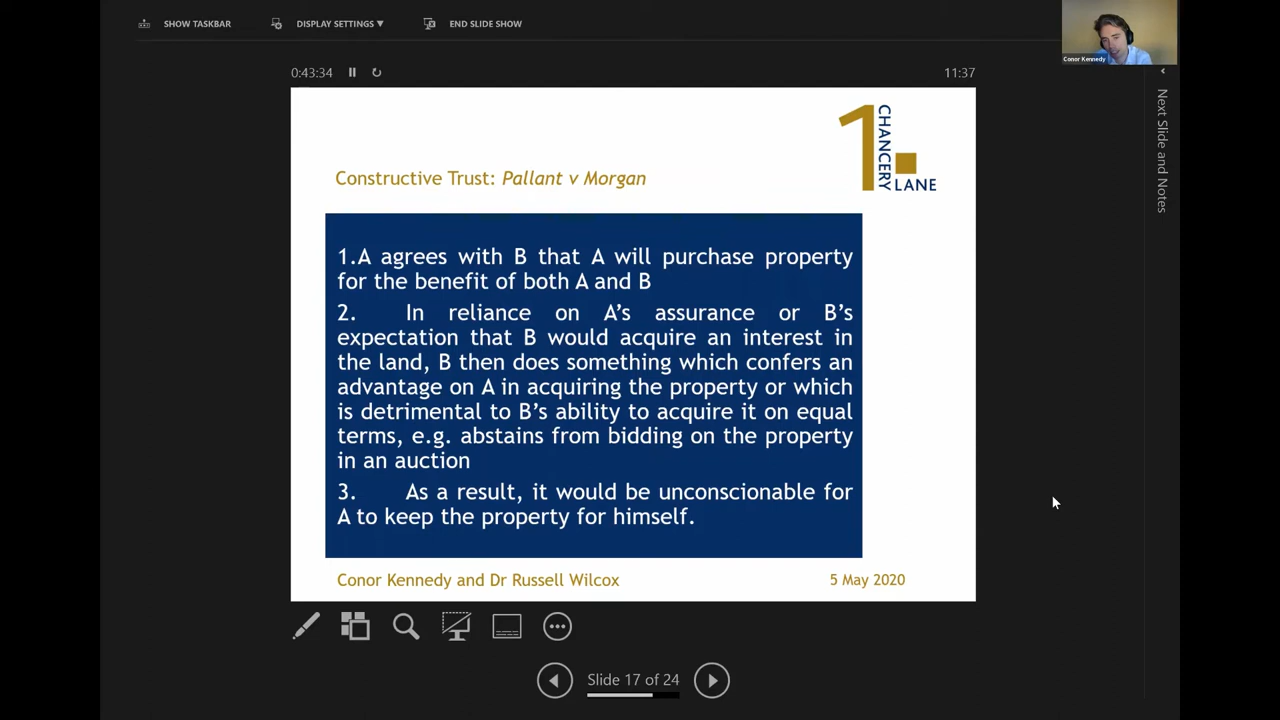 SHOW TASKBAR
DISPLAY SETTINGS ▼
END SLIDE SHOW
Conor Kennedy
0:43:34
11:37
Next Slide and Notes
1
CHANCERY
LANE
Constructive Trust: Pallant v Morgan
1.A agrees with B that A will purchase property
for the benefit of both A and B
2. In reliance on A’s assurance or B’s
expectation that B would acquire an interest in
the land, B then does something which confers an
advantage on A in acquiring the property or which
is detrimental to B’s ability to acquire it on equal
terms, e.g. abstains from bidding on the property
in an auction
3. As a result, it would be unconscionable for
A to keep the property for himself.
Conor Kennedy and Dr Russell Wilcox
5 May 2020
Slide 17 of 24